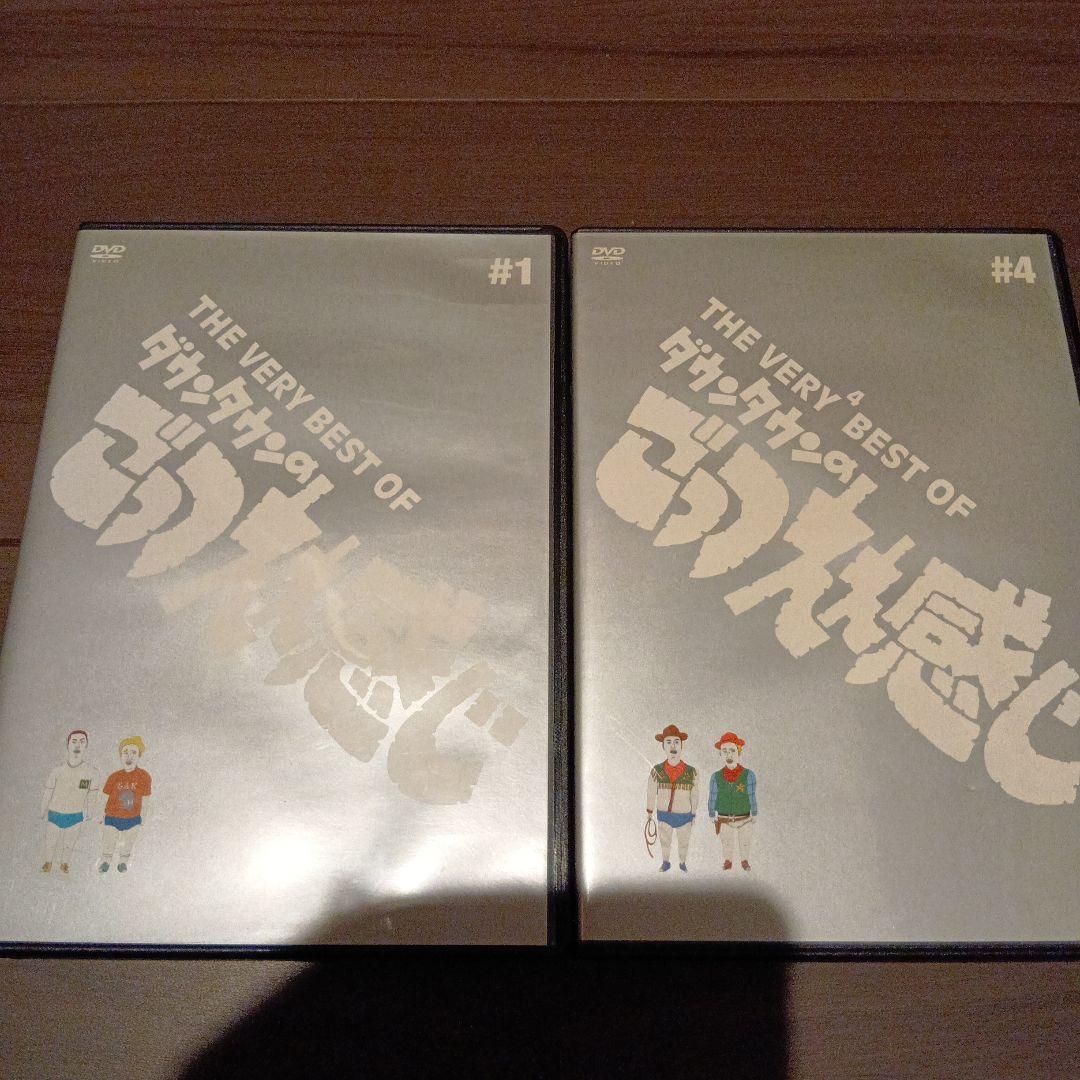 DVD
VIDEO
#1
THE VERY BEST OF
ダウンタウンの
ごっつええ感じ
DVD
VIDEO
#4
THE VERY 4 BEST OF
ダウンタウンの
ごっつええ感じ